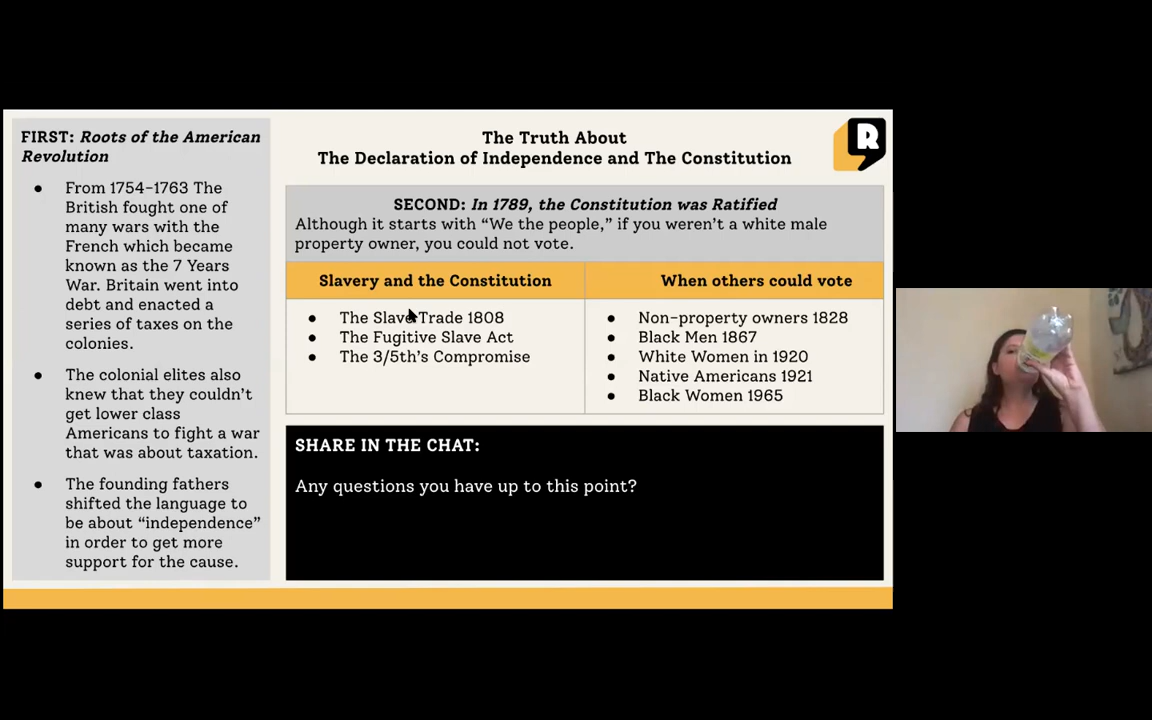 FIRST: Roots of the American
Revolution
● From 1754-1763 The
British fought one of
many wars with the
French which became
known as the 7 Years
War. Britain went into
debt and enacted a
series of taxes on the
colonies.
● The colonial elites also
knew that they couldn't
get lower class
Americans to fight a war
that was about taxation.
● The founding fathers
shifted the language to
be about “independence”
in order to get more
support for the cause.
The Truth About
The Declaration of Independence and The Constitution
R
SECOND: In 1789, the Constitution was Ratified
Although it starts with “We the people,” if you weren't a white male
property owner, you could not vote.
Slavery and the Constitution
● The Slave Trade 1808
● The Fugitive Slave Act
● The 3/5th's Compromise
When others could vote
● Non-property owners 1828
● Black Men 1867
● White Women in 1920
● Native Americans 1921
● Black Women 1965
SHARE IN THE CHAT:
Any questions you have up to this point?